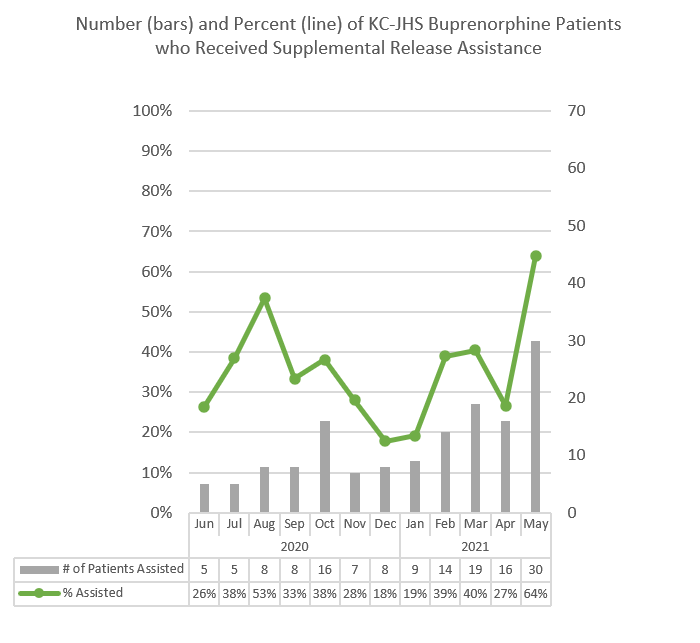 Number (bars) and Percent (line) of KC-JHS Buprenorphine Patients
who Received Supplemental Release Assistance
100% 70
90% 60
80%
70% 50
60% 40
50%
40% 30
30% 20
20%
10% 10
0% 0
Jun Jul Aug Sep Oct Nov Dec Jan Feb Mar Apr May
2020 2021
# of Patients Assisted 5 5 8 8 16 7 8 9 14 19 16 30
% Assisted 26% 38% 53% 33% 38% 28% 18% 19% 39% 40% 27% 64%